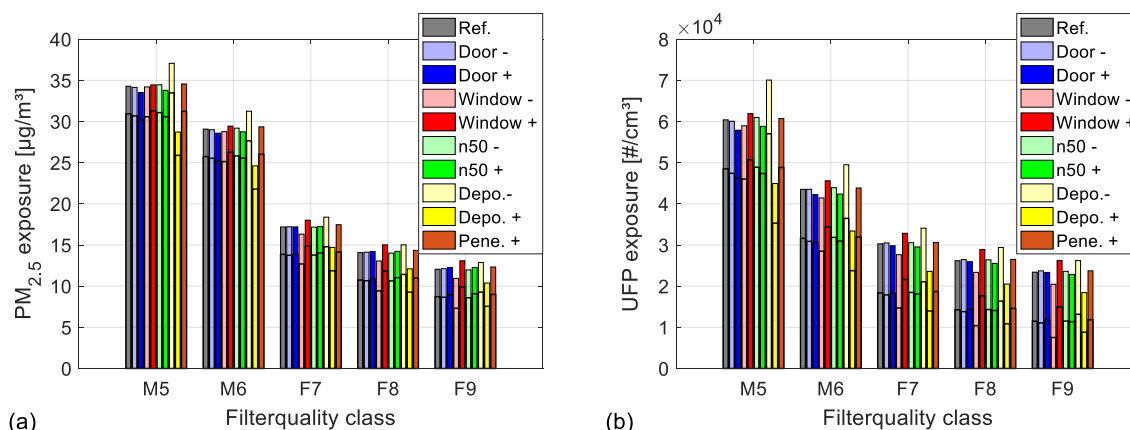 40
35
30
25
20
15
10
5
0
PM2.5 exposure [µg/m³]
M5 M6 F7 F8 F9
Filterquality class
(a)
Ref.
Door -
Door +
Window -
Window +
n50 -
n50 +
Depo.-
Depo. +
Pene. +
×10⁴
8
7
6
5
4
3
2
1
0
UFP exposure [#/cm³]
M5 M6 F7 F8 F9
Filterquality class
(b)
Ref.
Door -
Door +
Window -
Window +
n50 -
n50 +
Depo.-
Depo. +
Pene. +